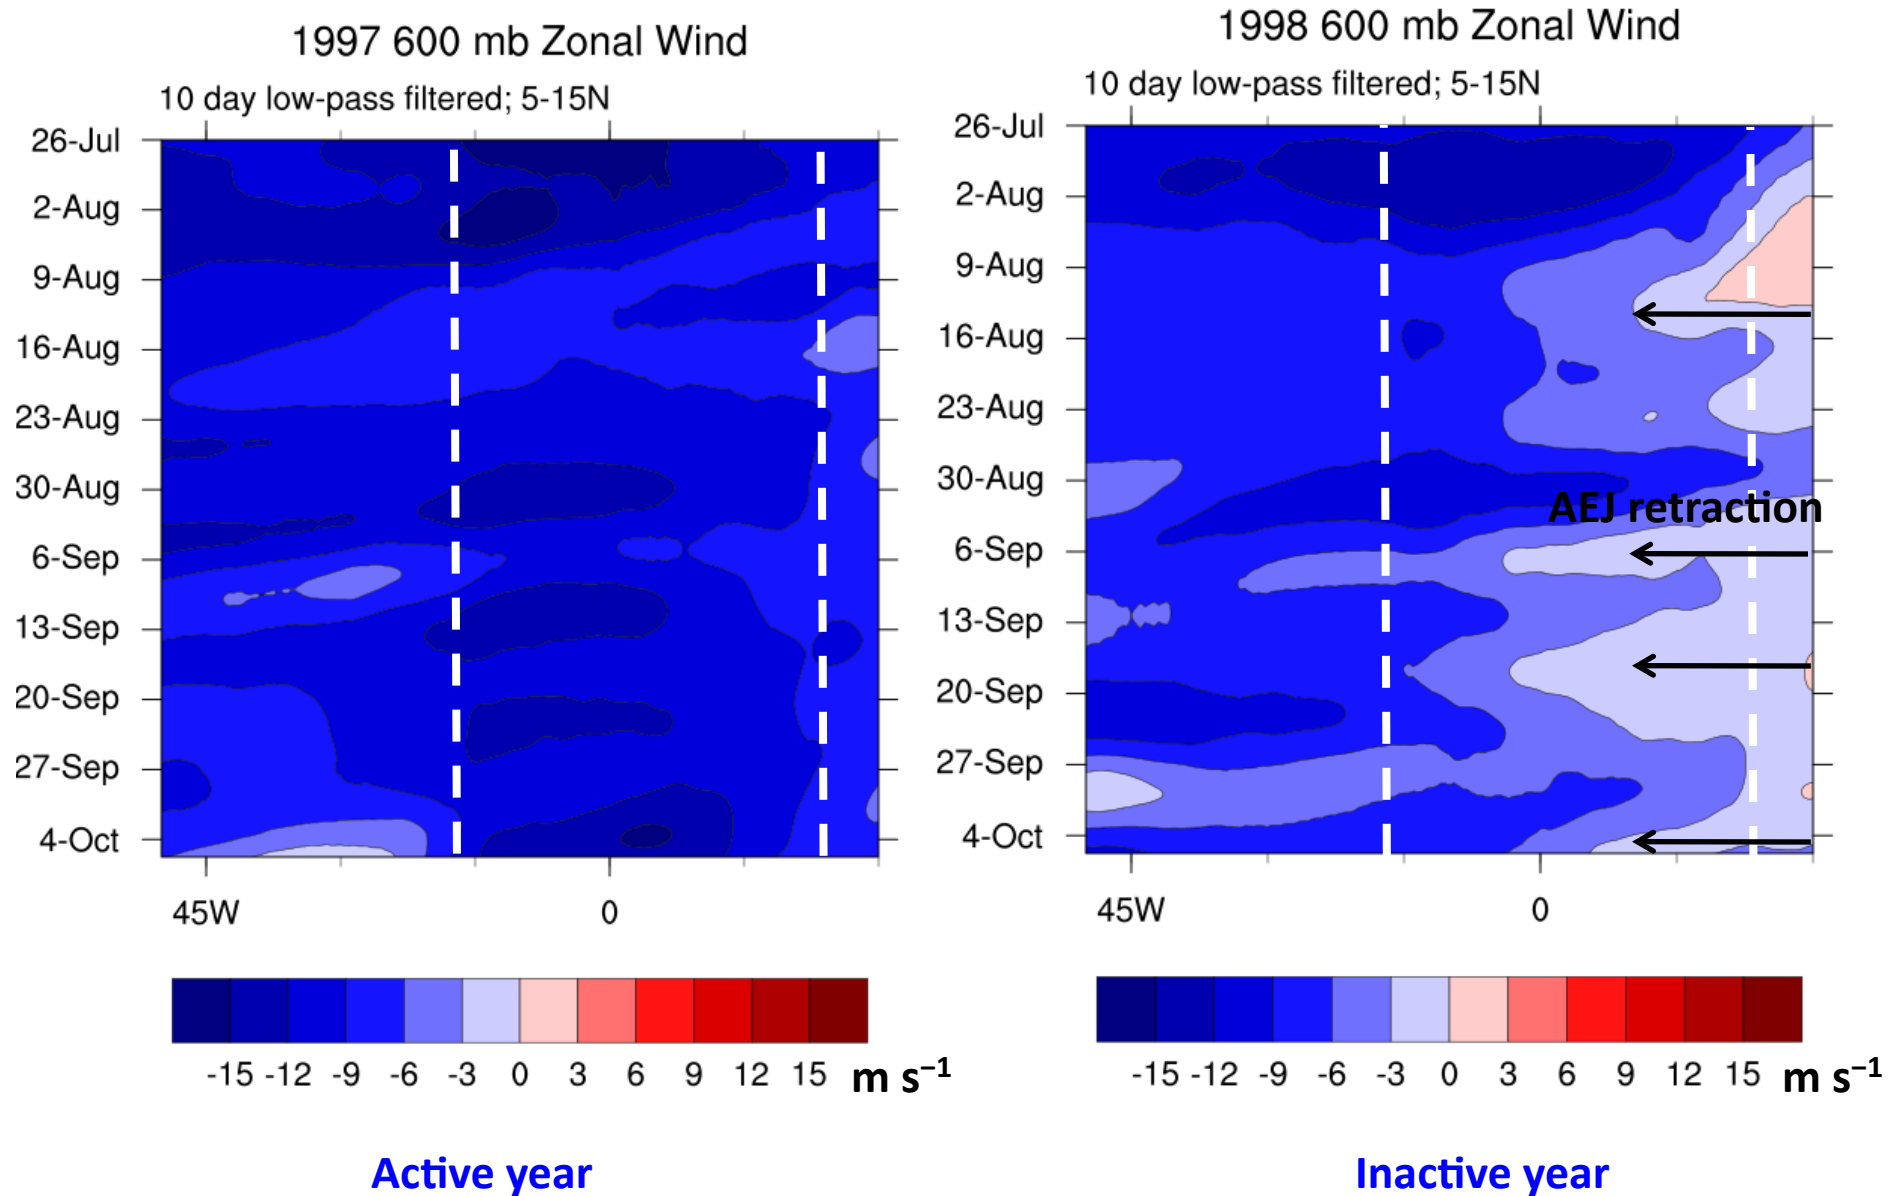 1997 600 mb Zonal Wind
10 day low-pass filtered; 5-15N
26-Jul
2-Aug
9-Aug
16-Aug
23-Aug
30-Aug
6-Sep
13-Sep
20-Sep
27-Sep
4-Oct
45W 0
-15 -12 -9 -6 -3 0 3 6 9 12 15 m s⁻¹
Active year
1998 600 mb Zonal Wind
10 day low-pass filtered; 5-15N
26-Jul
2-Aug
9-Aug
16-Aug
23-Aug
30-Aug
AEJ retraction
6-Sep
13-Sep
20-Sep
27-Sep
4-Oct
45W 0
-15 -12 -9 -6 -3 0 3 6 9 12 15 m s⁻¹
Inactive year